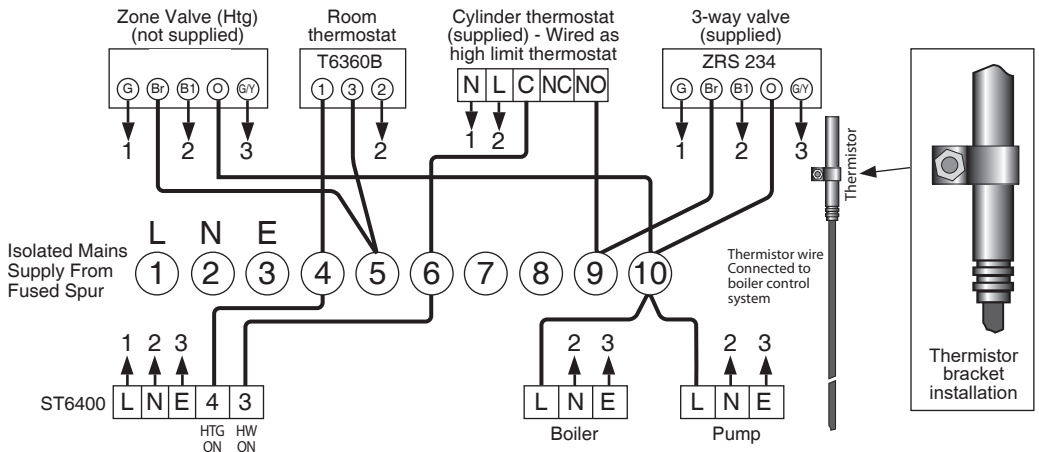 Zone Valve (Htg)
(not supplied)
G Br B1 O G/Y
1 2 3
Room
thermostat
T6360B
1 3 2
2
Cylinder thermostat
(supplied) - Wired as
high limit thermostat
N L C NC NO
1 2
3-way valve
(supplied)
ZRS 234
G Br B1 O G/Y
1 2 3
Thermistor
Isolated Mains
Supply From
Fused Spur
L N E
1 2 3 4 5 6 7 8 9 10
Thermistor wire
Connected to
boiler control
system
1 2 3
ST6400 L N E 4 3
HTG
ON
HW
ON
2 3
L N E
Boiler
2 3
L N E
Pump
Thermistor
bracket
installation